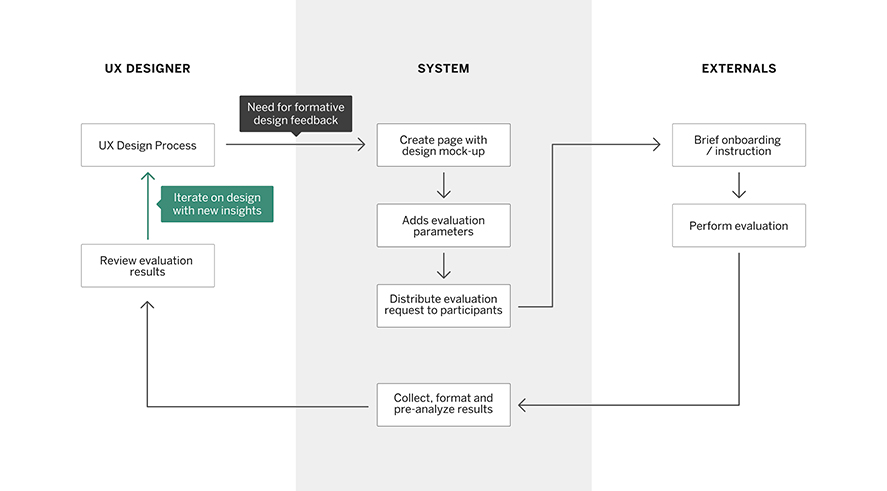 UX DESIGNER
SYSTEM
EXTERNALS
Need for formative
design feedback
UX Design Process
Create page with
design mock-up
Brief onboarding
/ instruction
Iterate on design
with new insights
Adds evaluation
parameters
Perform evaluation
Review evaluation
results
Distribute evaluation
request to participants
Collect, format and
pre-analyze results